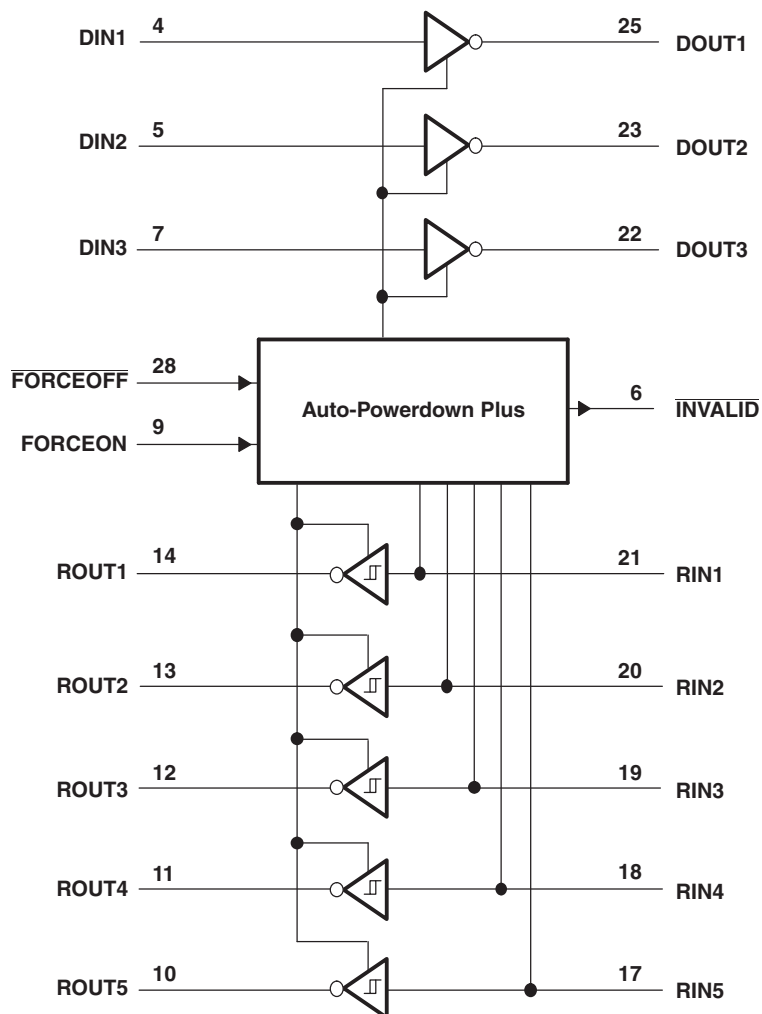 DIN1 4 25 DOUT1
DIN2 5 23 DOUT2
DIN3 7 22 DOUT3
FORCEOFF 28
Auto-Powerdown Plus
6 INVALID
FORCEON 9
ROUT1 14 21 RIN1
ROUT2 13 20 RIN2
ROUT3 12 19 RIN3
ROUT4 11 18 RIN4
ROUT5 10 17 RIN5